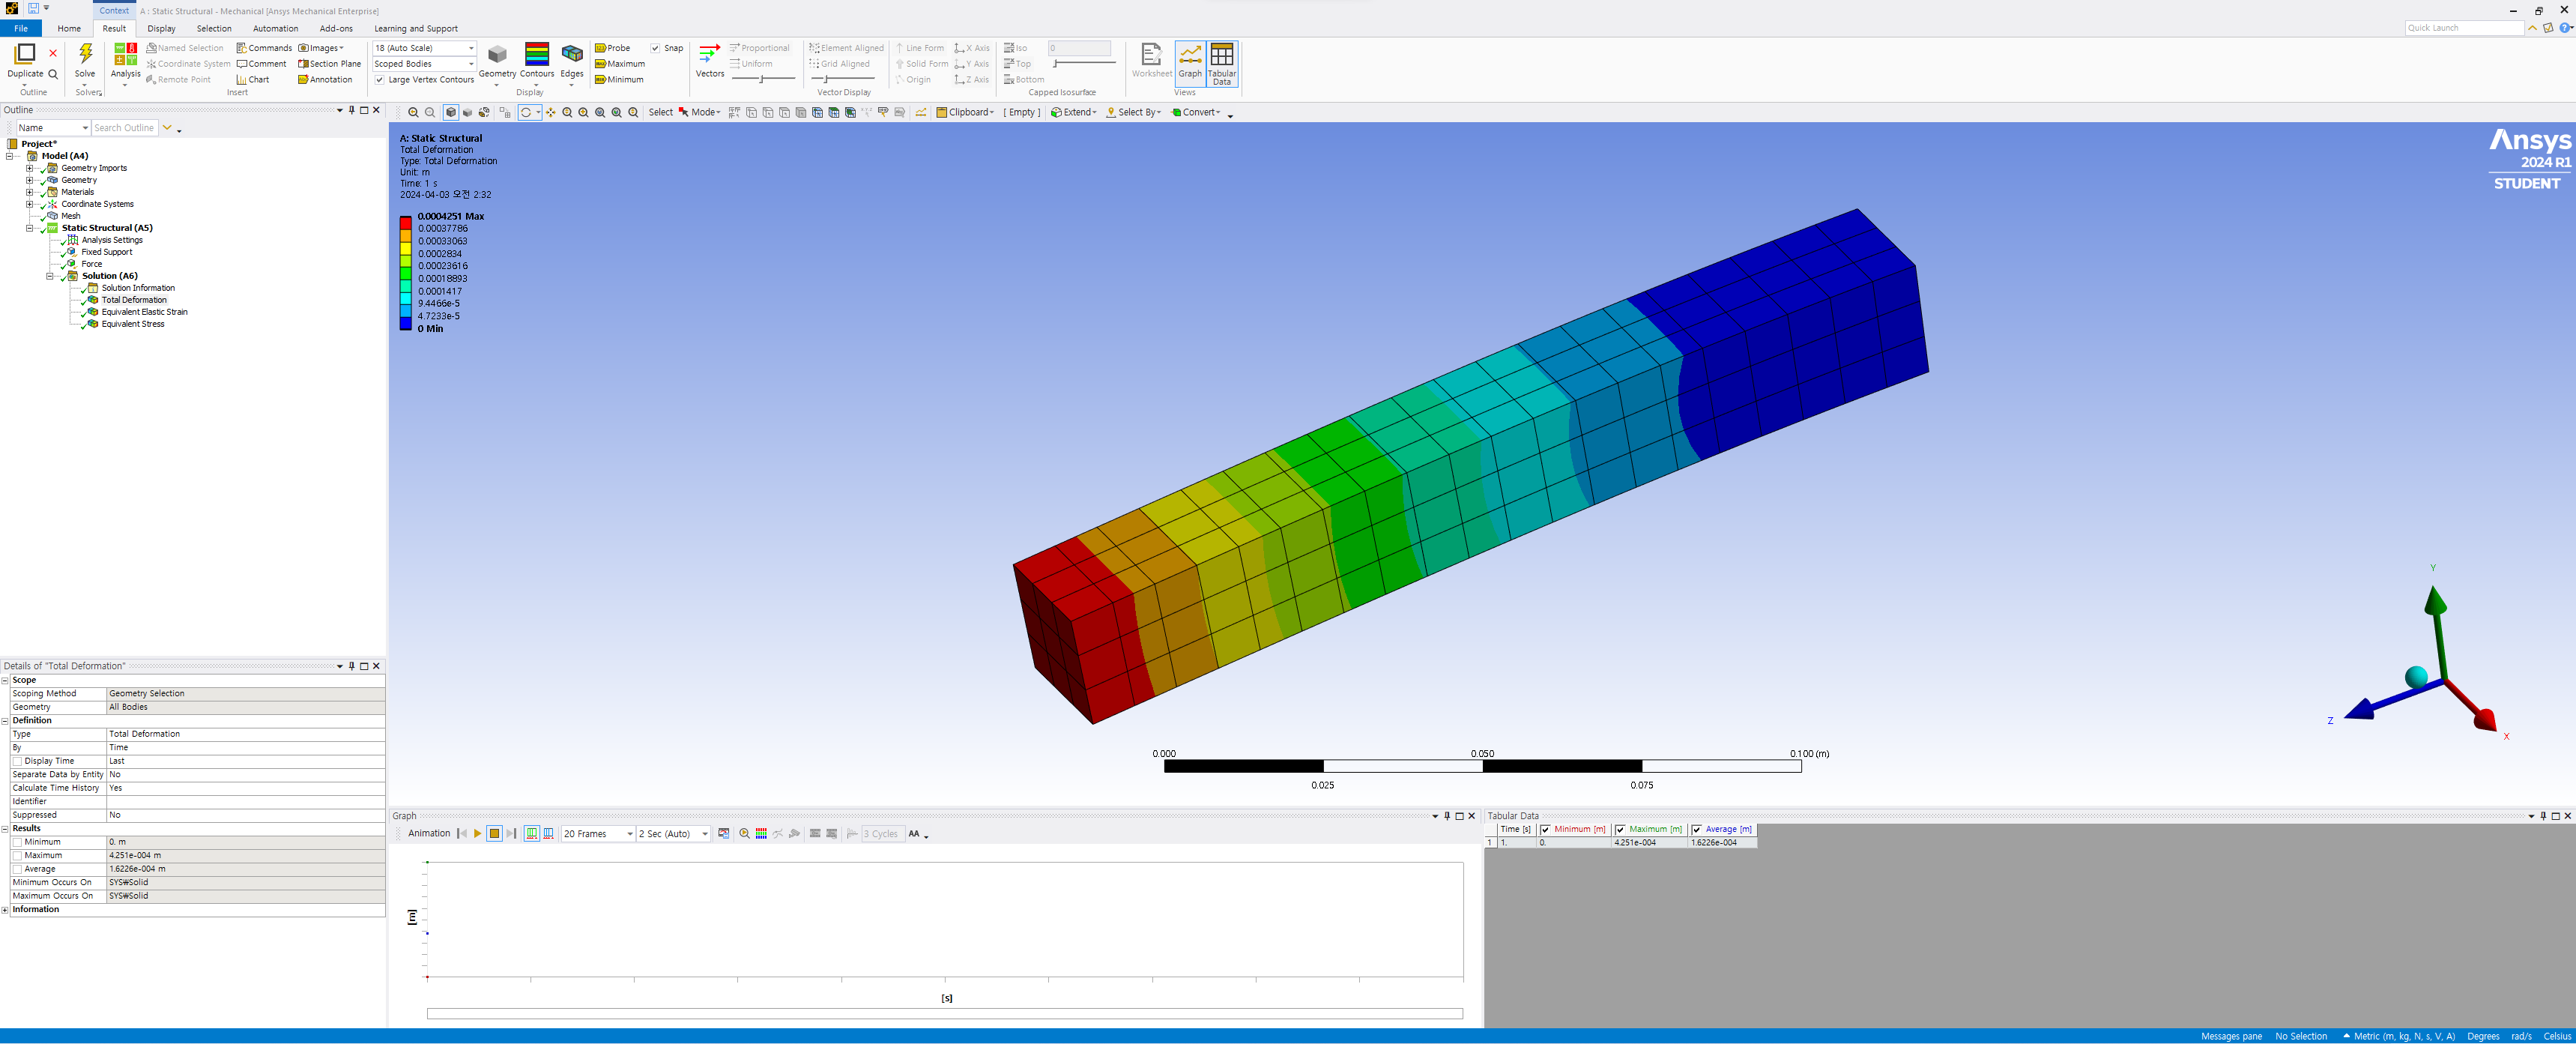 Context A : Static Structural - Mechanical [Ansys Mechanical Enterprise]
File Home Result Display Selection Automation Add-ons Learning and Support Quick Launch
Duplicate
Outline
Solve
Solver
Analysis
Named Selection Commands Images
Coordinate System Comment Section Plane
Remote Point Chart Annotation
Insert
18 (Auto Scale)
Scoped Bodies
Large Vertex Contours
Geometry Contours Edges
Display
Probe Snap
Maximum
Minimum
Vectors
Proportional Element Aligned Line Form X Axis
Uniform Grid Aligned Solid Form Y Axis
Origin Z Axis
Vector Display
Iso 0
Top
Bottom
Capped Isosurface
Worksheet Graph Tabular Data
Views
Outline
Name Search Outline
Select Mode Clipboard [ Empty ] Extend Select By Convert
Project*
Model (A4)
Geometry Imports
Geometry
Materials
Coordinate Systems
Mesh
Static Structural (A5)
Analysis Settings
Fixed Support
Force
Solution (A6)
Solution Information
Total Deformation
Equivalent Elastic Strain
Equivalent Stress
A: Static Structural
Total Deformation
Type: Total Deformation
Unit: m
Time: 1 s
2024-04-03 오전 2:32
0.0004251 Max
0.00037786
0.00033063
0.0002834
0.00023616
0.00018893
0.0001417
9.4466e-5
4.7233e-5
0 Min
Ansys
2024 R1
STUDENT
Y
Z
X
0.000 0.050 0.100 (m)
0.025 0.075
Details of "Total Deformation"
Scope
Scoping Method Geometry Selection
Geometry All Bodies
Definition
Type Total Deformation
By Time
Display Time Last
Separate Data by Entity No
Calculate Time History Yes
Identifier
Suppressed No
Results
Minimum 0. m
Maximum 4.251e-004 m
Average 1.6226e-004 m
Minimum Occurs On SYS₩Solid
Maximum Occurs On SYS₩Solid
Information
Graph
Animation 20 Frames 2 Sec (Auto) 3 Cycles AA
[m]
[s]
Tabular Data
Time [s] Minimum [m] Maximum [m] Average [m]
1 1. 0. 4.251e-004 1.6226e-004
Messages pane No Selection Metric (m, kg, N, s, V, A) Degrees rad/s Celsius